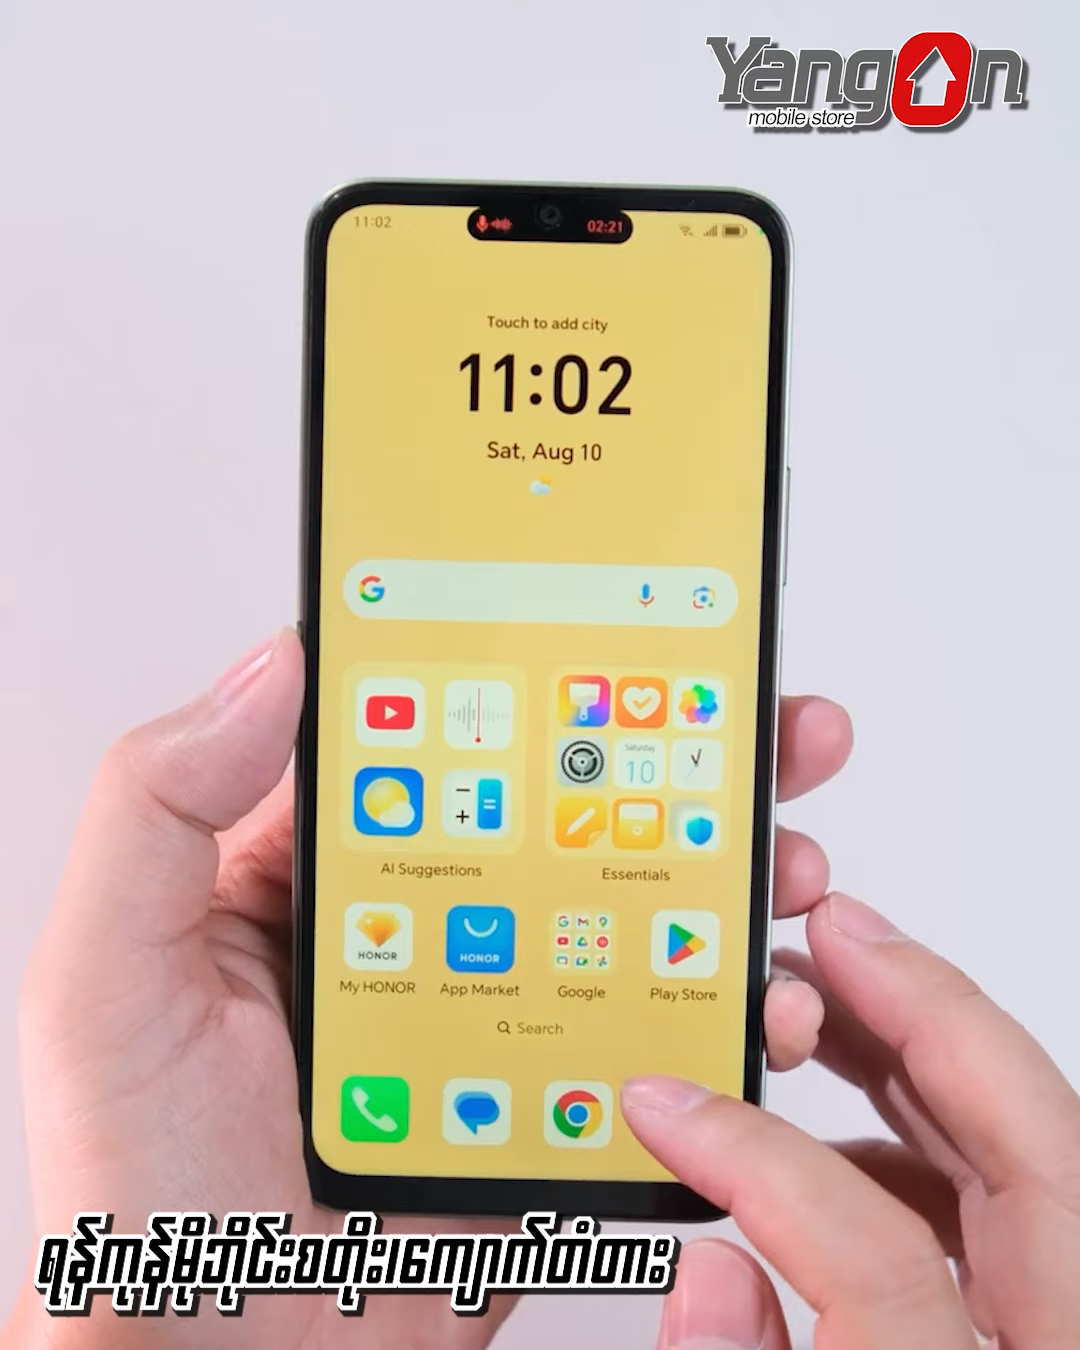 YangOn
mobile store
11:02
02:21
Touch to add city
11:02
Sat, Aug 10
Saturday
10
AI Suggestions
Essentials
HONOR
HONOR
My HONOR
App Market
Google
Play Store
Search
ရန်ကုန်မိုဘိုင်းစတိုး၊ကျောက်တံတား